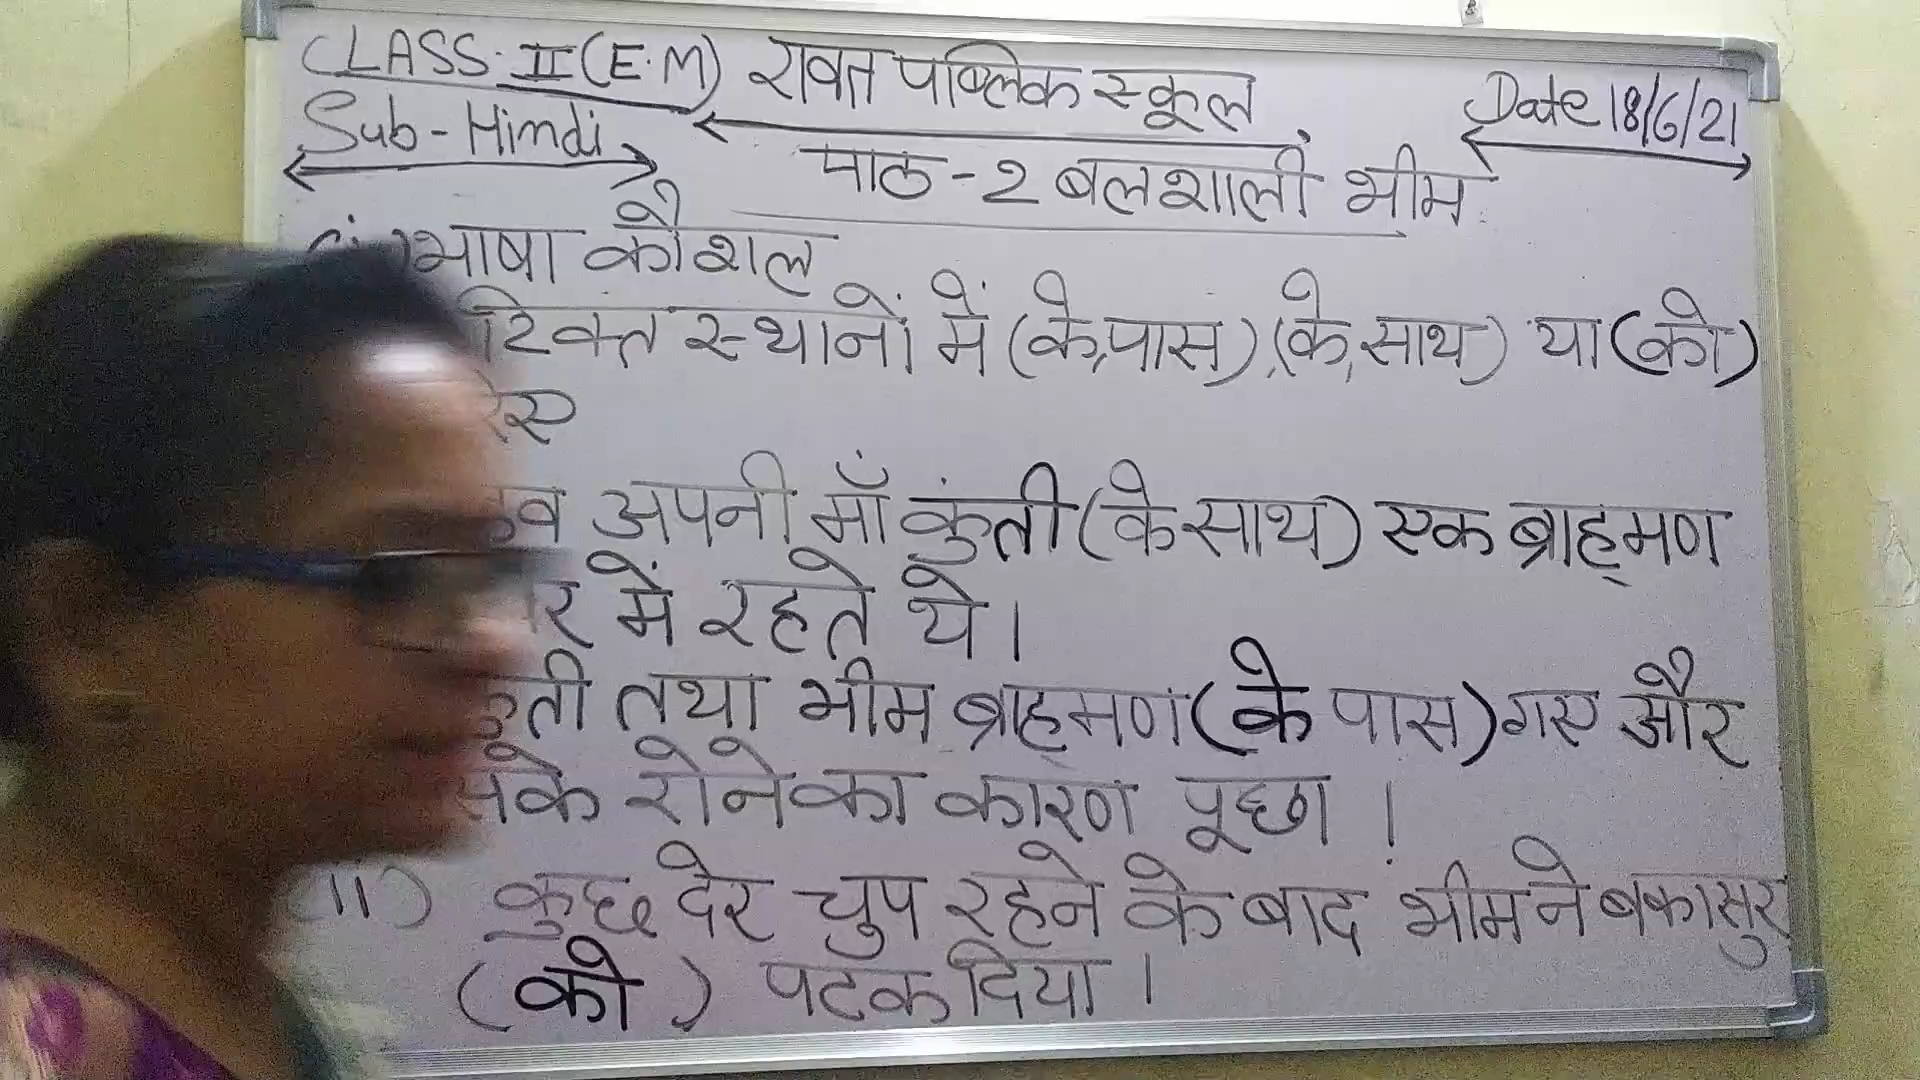 CLASS- II (E.M) रावत पब्लिक स्कूल
Date 18/6/21
Sub-Hindi
पाठ-2 बलशाली भीम
भाषा कौशल
रिक्त स्थानों में (के,पास),(के,साथ) या (को)
अपनी माँ कुंती (के साथ) एक ब्राह्मण
में रहते थे।
तथा भीम ब्राह्मण (के पास) गए और
रोने का कारण पूछा ।
कुछ देर चुप रहने के बाद भीम ने बकासुर
(को) पटक दिया ।